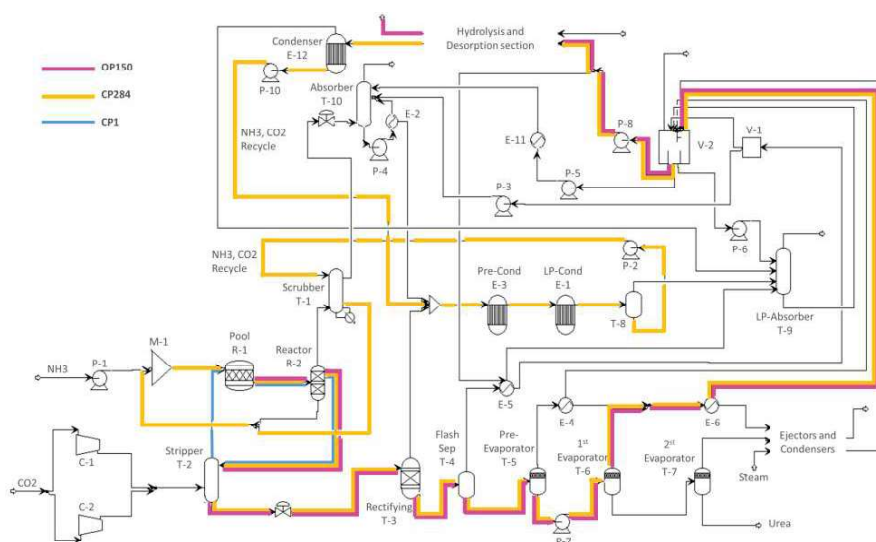 OP150
CP284
CP1
Condenser
E-12
P-10
Absorber
T-10
E-2
P-4
NH3, CO2
Recycle
Hydrolysis and
Desorption section
P-8
V-2
V-1
E-11
P-5
P-3
P-6
NH3, CO2
Recycle
P-2
Scrubber
T-1
Pre-Cond
E-3
LP-Cond
E-1
T-8
LP-Absorber
T-9
NH3
P-1
M-1
Pool
R-1
Reactor
R-2
Stripper
T-2
CO2
C-1
C-2
Rectifying
T-3
Flash
Sep
T-4
E-5
Pre-
Evaporator
T-5
E-4
P-7
1st
Evaporator
T-6
E-6
2st
Evaporator
T-7
Ejectors and
Condensers
Steam
Urea